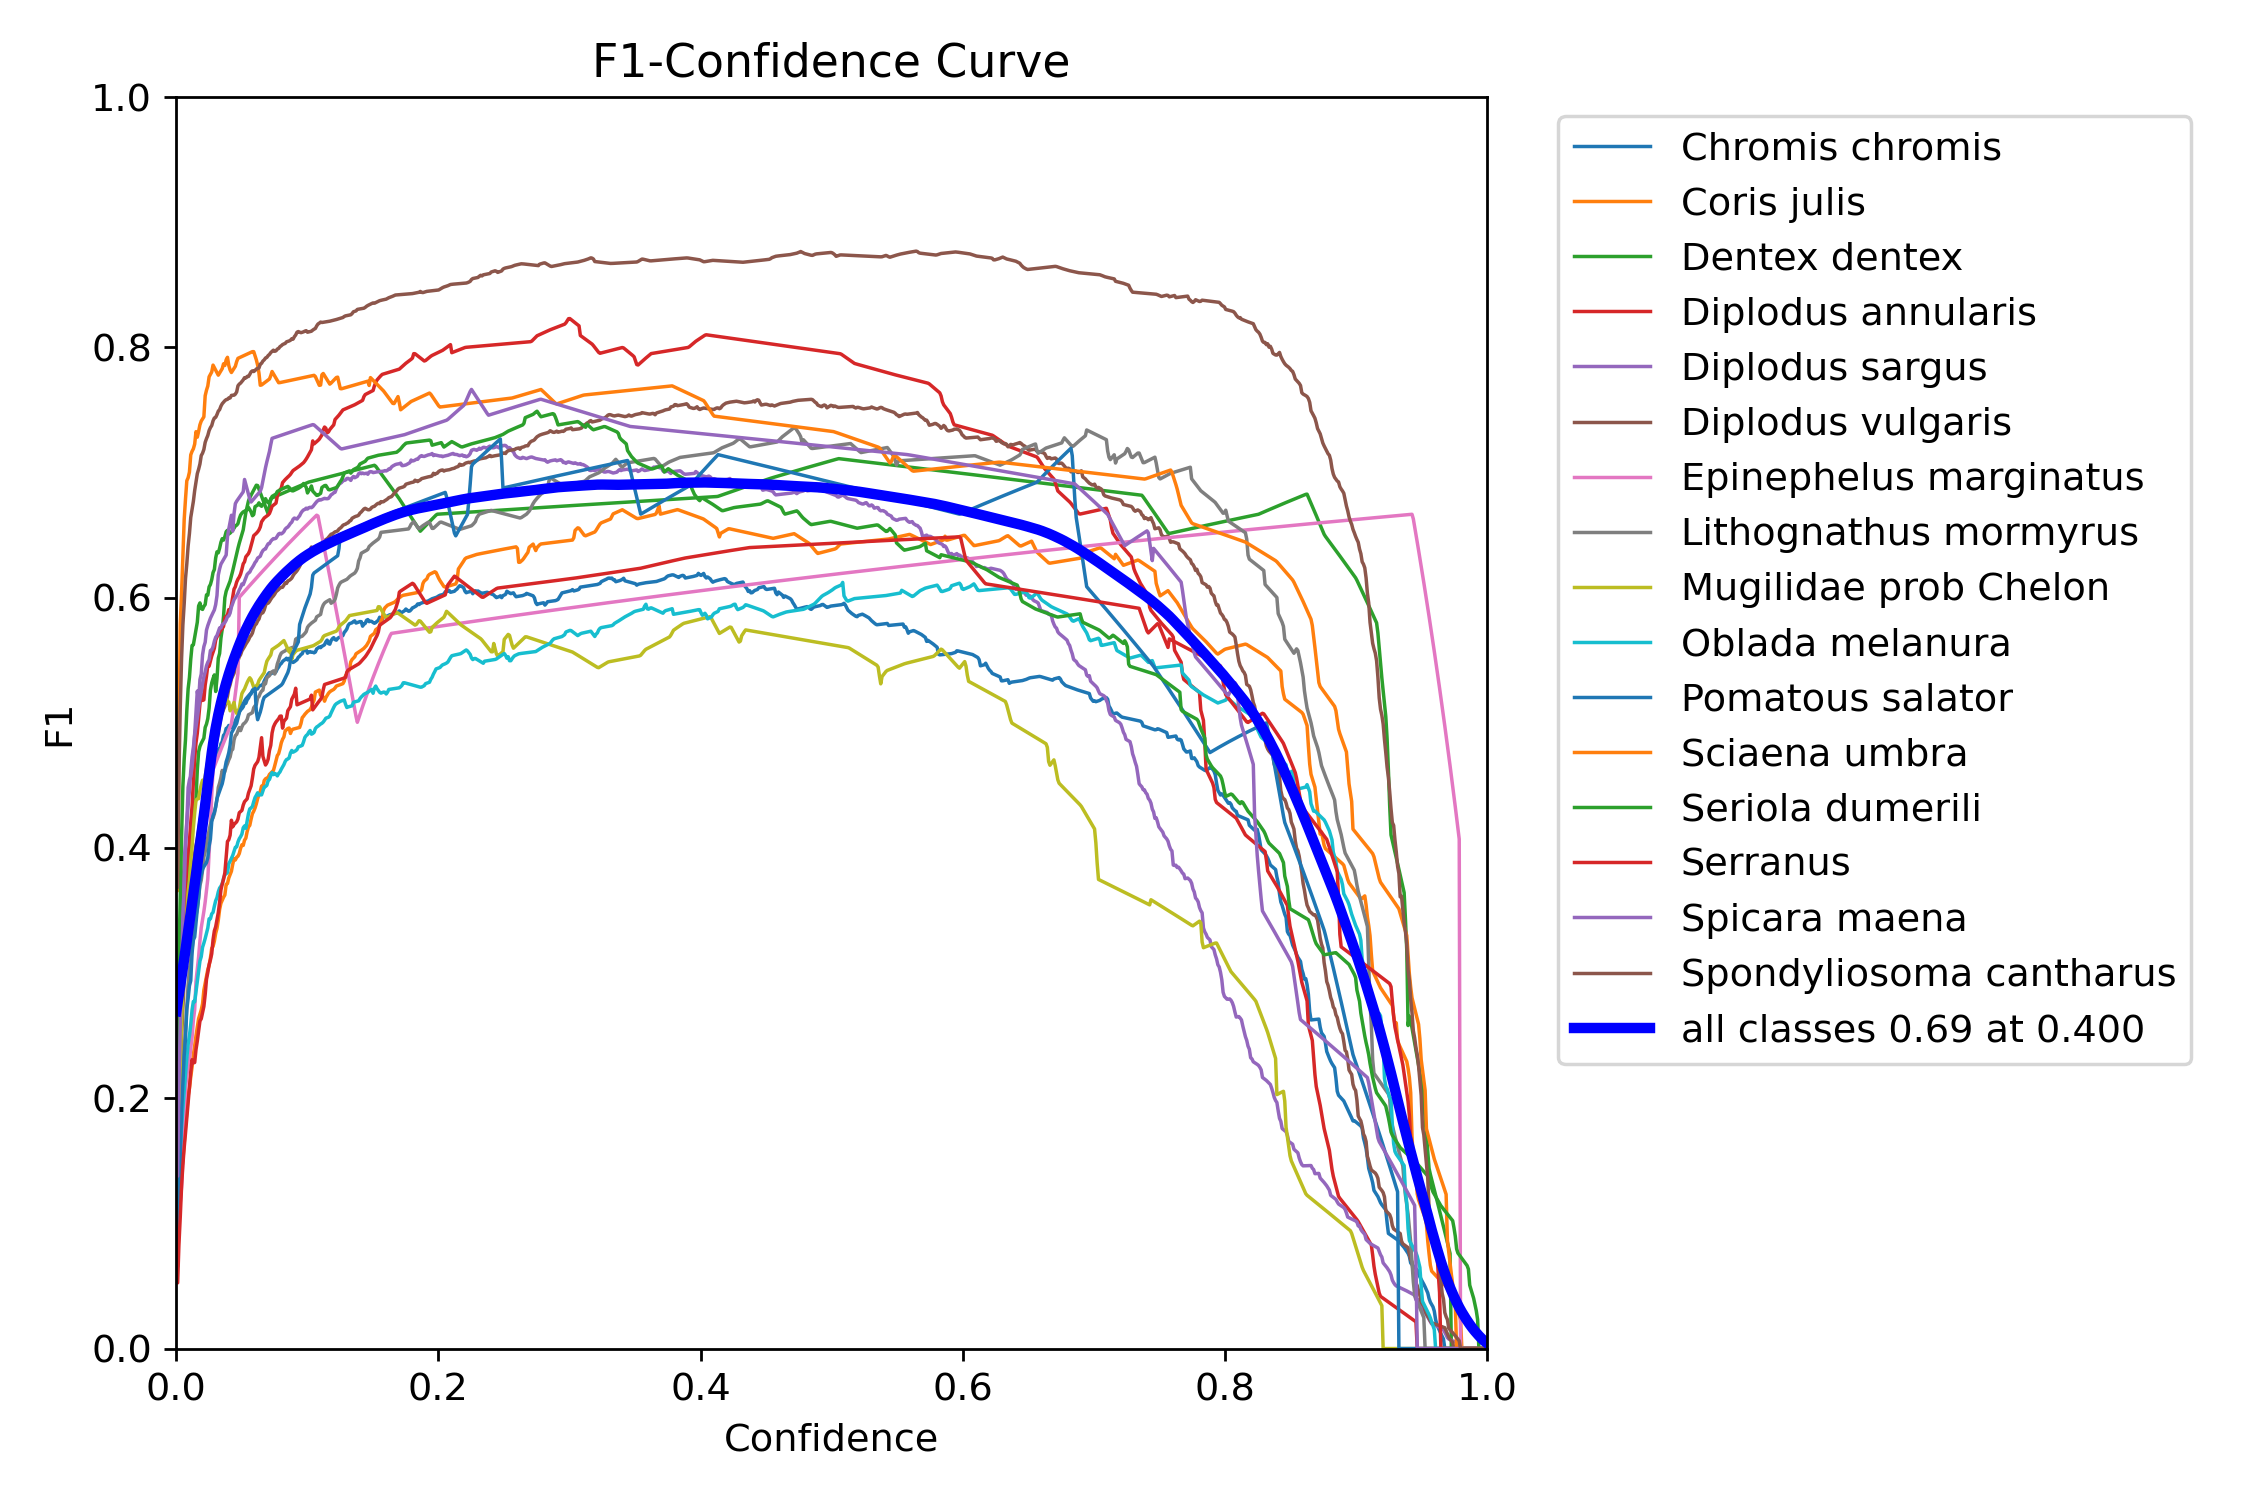 F1-Confidence Curve
1.0
0.8
0.6
0.4
0.2
0.0
F1
0.0 0.2 0.4 0.6 0.8 1.0
Confidence
Chromis chromis
Coris julis
Dentex dentex
Diplodus annularis
Diplodus sargus
Diplodus vulgaris
Epinephelus marginatus
Lithognathus mormyrus
Mugilidae prob Chelon
Oblada melanura
Pomatous salator
Sciaena umbra
Seriola dumerili
Serranus
Spicara maena
Spondyliosoma cantharus
all classes 0.69 at 0.400